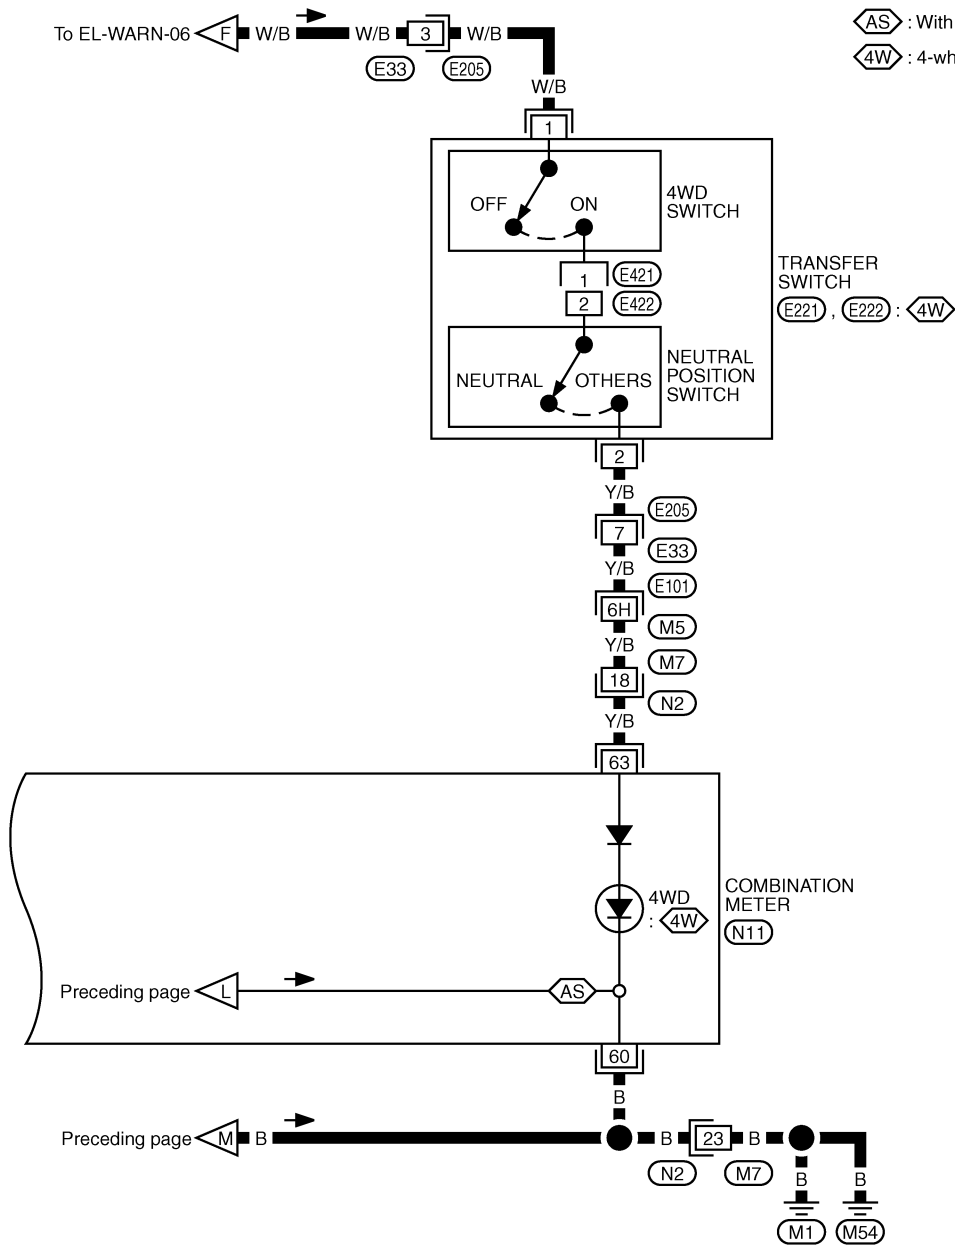 To EL-WARN-06 F W/B W/B 3 W/B
AS : With
E33 E205
4W : 4-wh
W/B
1
OFF ON
4WD
SWITCH
1 E421
2 E422
TRANSFER
SWITCH
E221 , E222 : 4W
NEUTRAL OTHERS
NEUTRAL
POSITION
SWITCH
2
Y/B
E205
7
E33
Y/B
E101
6H
M5
Y/B
M7
18
N2
Y/B
63
4WD
: 4W
COMBINATION
METER
N11
Preceding page L AS
60
B
Preceding page M B B 23 B
N2 M7
B B
M1 M54